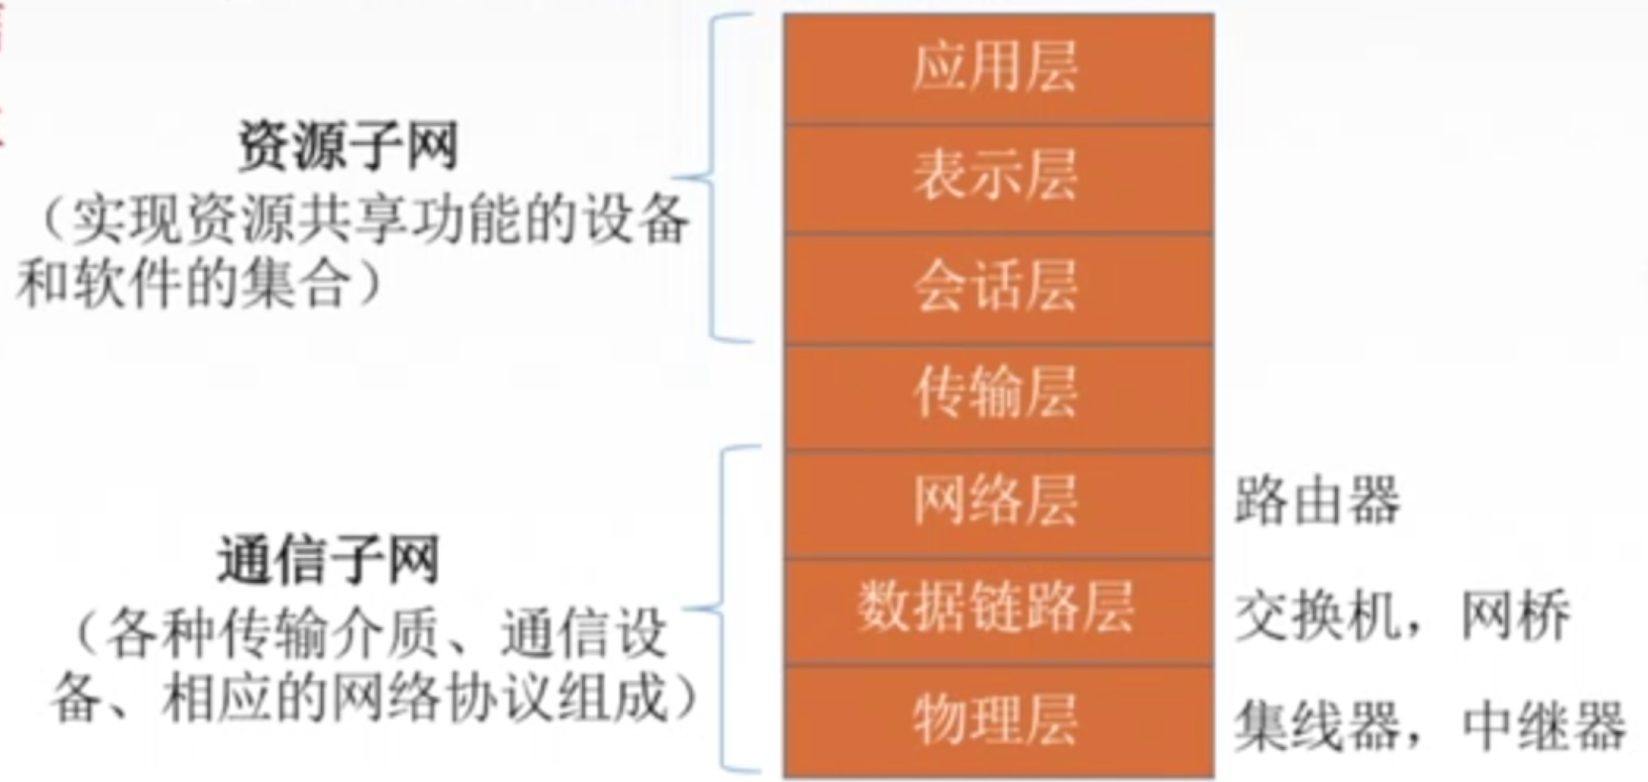 应用层
资源子网
表示层
（实现资源共享功能的设备
和软件的集合）
会话层
传输层
网络层
路由器
通信子网
（各种传输介质、通信设
备、相应的网络协议组成）
数据链路层
交换机，网桥
物理层
集线器，中继器